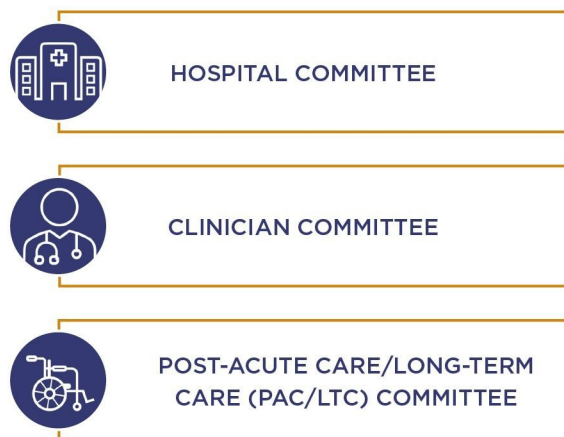 HOSPITAL COMMITTEE
CLINICIAN COMMITTEE
POST-ACUTE CARE/LONG-TERM
CARE (PAC/LTC) COMMITTEE